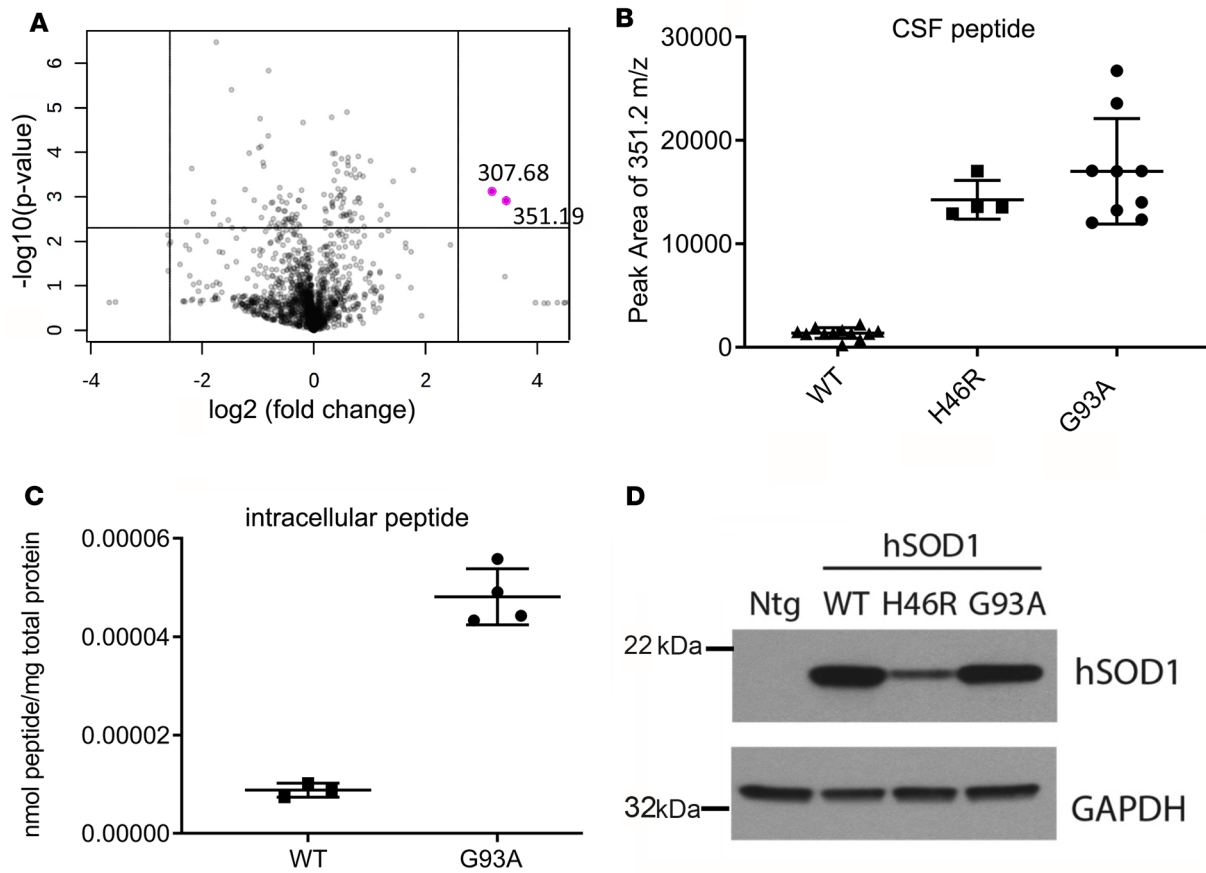 A
-log10(p-value)
6
5
4
3
2
1
0
307.68
351.19
-4 -2 0 2 4
log2 (fold change)
B
CSF peptide
Peak Area of 351.2 m/z
30000
20000
10000
0
WT
H46R
G93A
C
intracellular peptide
nmol peptide/mg total protein
0.00006
0.00004
0.00002
0.00000
WT G93A
D
hSOD1
Ntg WT H46R G93A
22 kDa
hSOD1
32kDa
GAPDH